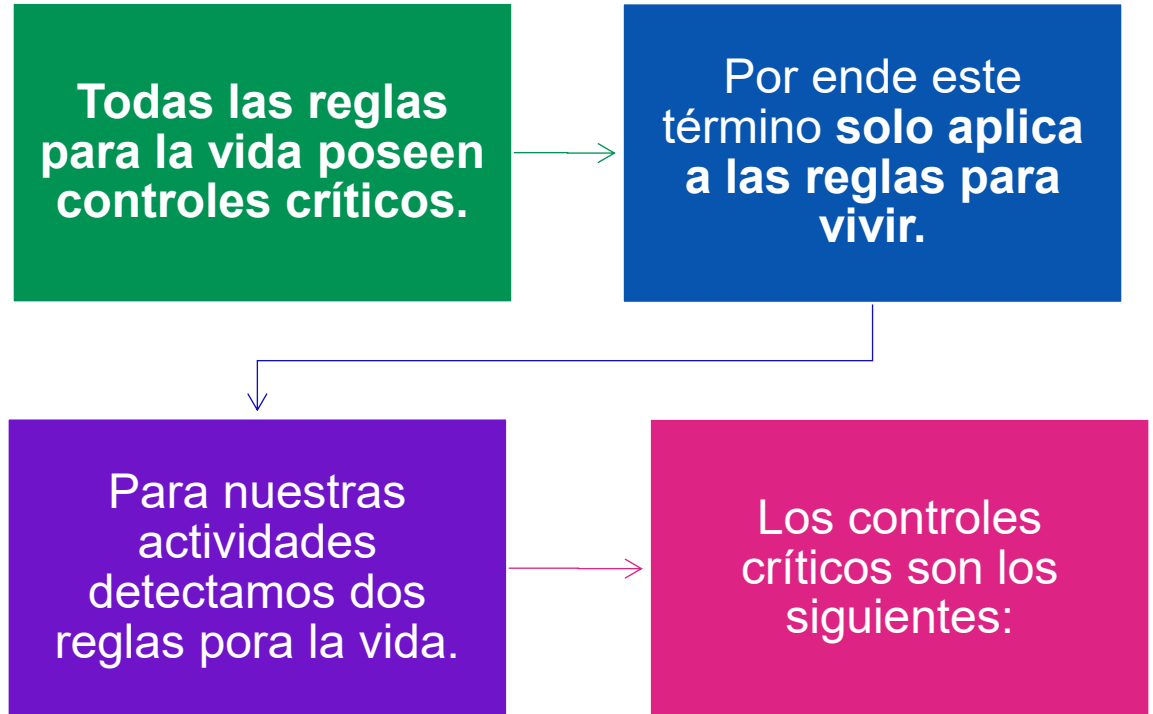 Todas las reglas
para la vida poseen
controles críticos.
Por ende este
término solo aplica
a las reglas para
vivir.
Para nuestras
actividades
detectamos dos
reglas pora la vida.
Los controles
críticos son los
siguientes: